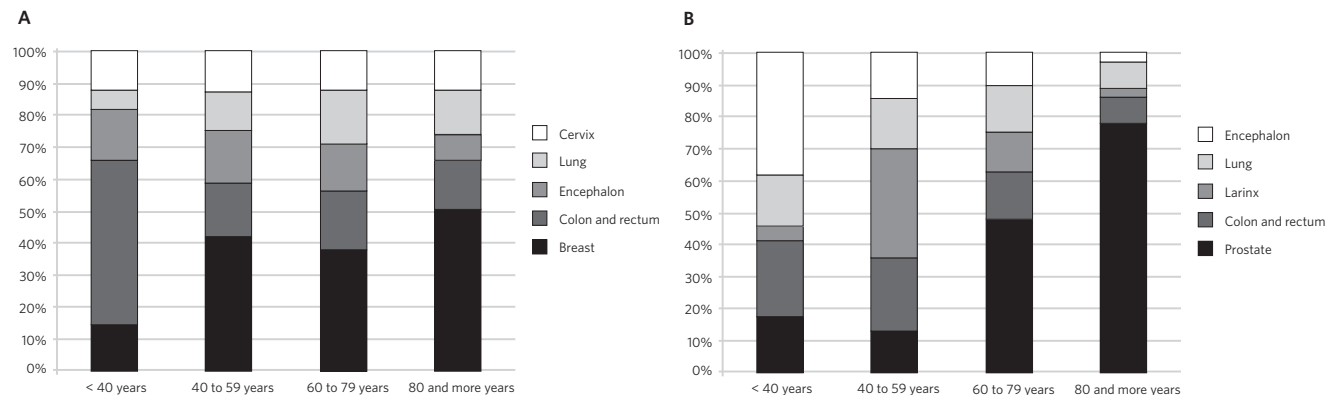 A
100%
90%
80%
70%
60%
50%
40%
30%
20%
10%
0%
< 40 years
40 to 59 years
60 to 79 years
80 and more years
Cervix
Lung
Encephalon
Colon and rectum
Breast
B
100%
90%
80%
70%
60%
50%
40%
30%
20%
10%
0%
< 40 years
40 to 59 years
60 to 79 years
80 and more years
Encephalon
Lung
Larinx
Colon and rectum
Prostate